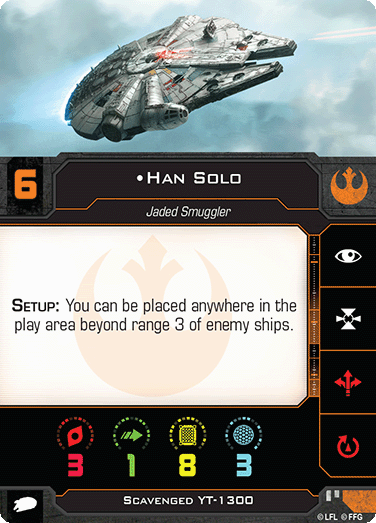 6
•Han Solo
Jaded Smuggler
Setup: You can be placed anywhere in the
play area beyond range 3 of enemy ships.
3 1 8 3
Scavenged YT-1300
© LFL © FFG